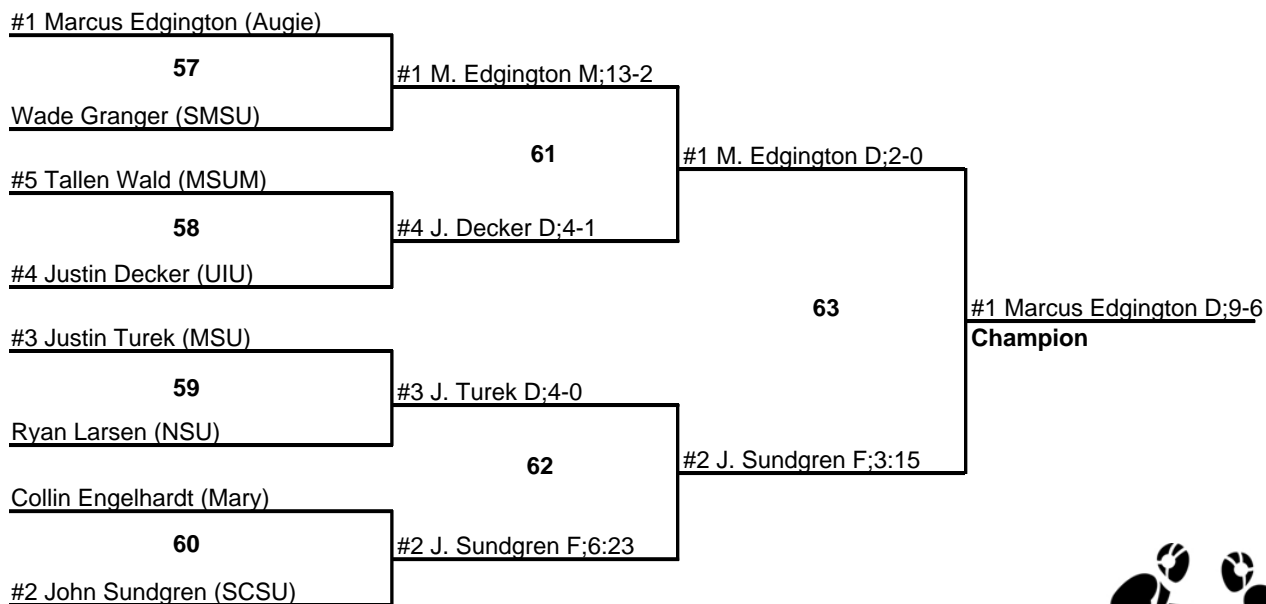 #1 Marcus Edgington (Augie)
57
#1 M. Edgington M;13-2
Wade Granger (SMSU)
61
#1 M. Edgington D;2-0
#5 Tallen Wald (MSUM)
58
#4 J. Decker D;4-1
#4 Justin Decker (UIU)
63
#1 Marcus Edgington D;9-6
Champion
#3 Justin Turek (MSU)
59
#3 J. Turek D;4-0
Ryan Larsen (NSU)
62
#2 J. Sundgren F;3:15
Collin Engelhardt (Mary)
60
#2 J. Sundgren F;6:23
#2 John Sundgren (SCSU)